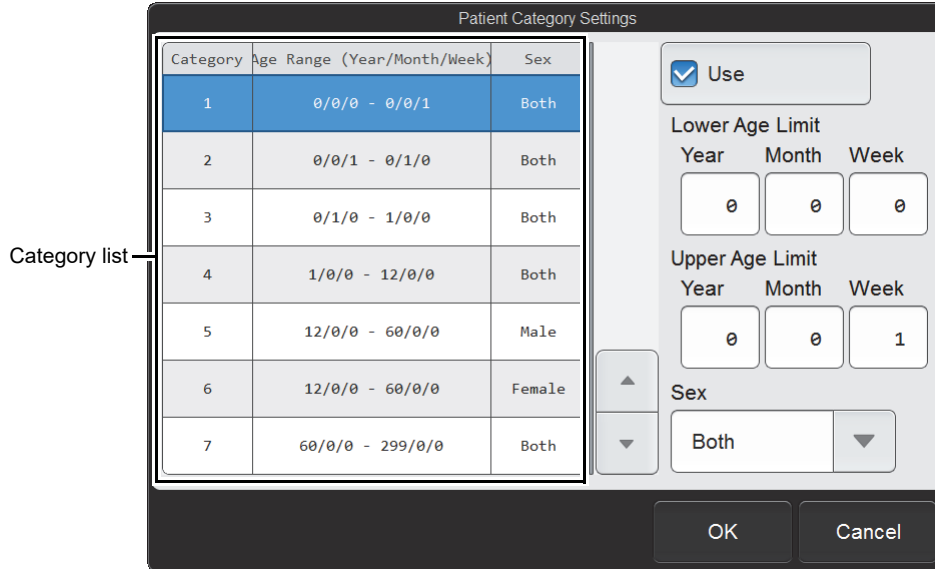 Patient Category Settings
Category Age Range (Year/Month/Week) Sex
1 0/0/0 - 0/0/1 Both
2 0/0/1 - 0/1/0 Both
3 0/1/0 - 1/0/0 Both
4 1/0/0 - 12/0/0 Both
5 12/0/0 - 60/0/0 Male
6 12/0/0 - 60/0/0 Female
7 60/0/0 - 299/0/0 Both
Category list
Use
Lower Age Limit
Year Month Week
0 0 0
Upper Age Limit
Year Month Week
0 0 1
Sex
Both
OK Cancel